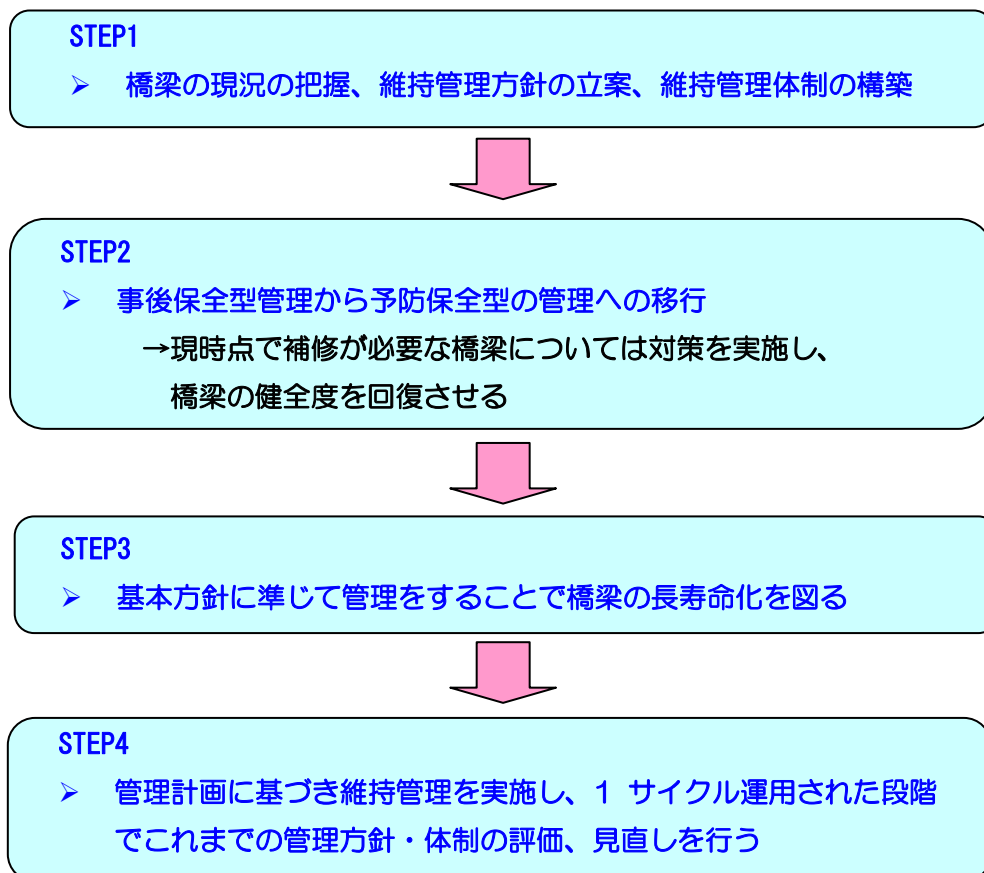 STEP1
➢ 橋梁の現況の把握、維持管理方針の立案、維持管理体制の構築
STEP2
➢ 事後保全型管理から予防保全型の管理への移行
→現時点で補修が必要な橋梁については対策を実施し、
橋梁の健全度を回復させる
STEP3
➢ 基本方針に準じて管理をすることで橋梁の長寿命化を図る
STEP4
➢ 管理計画に基づき維持管理を実施し、1 サイクル運用された段階
でこれまでの管理方針・体制の評価、見直しを行う